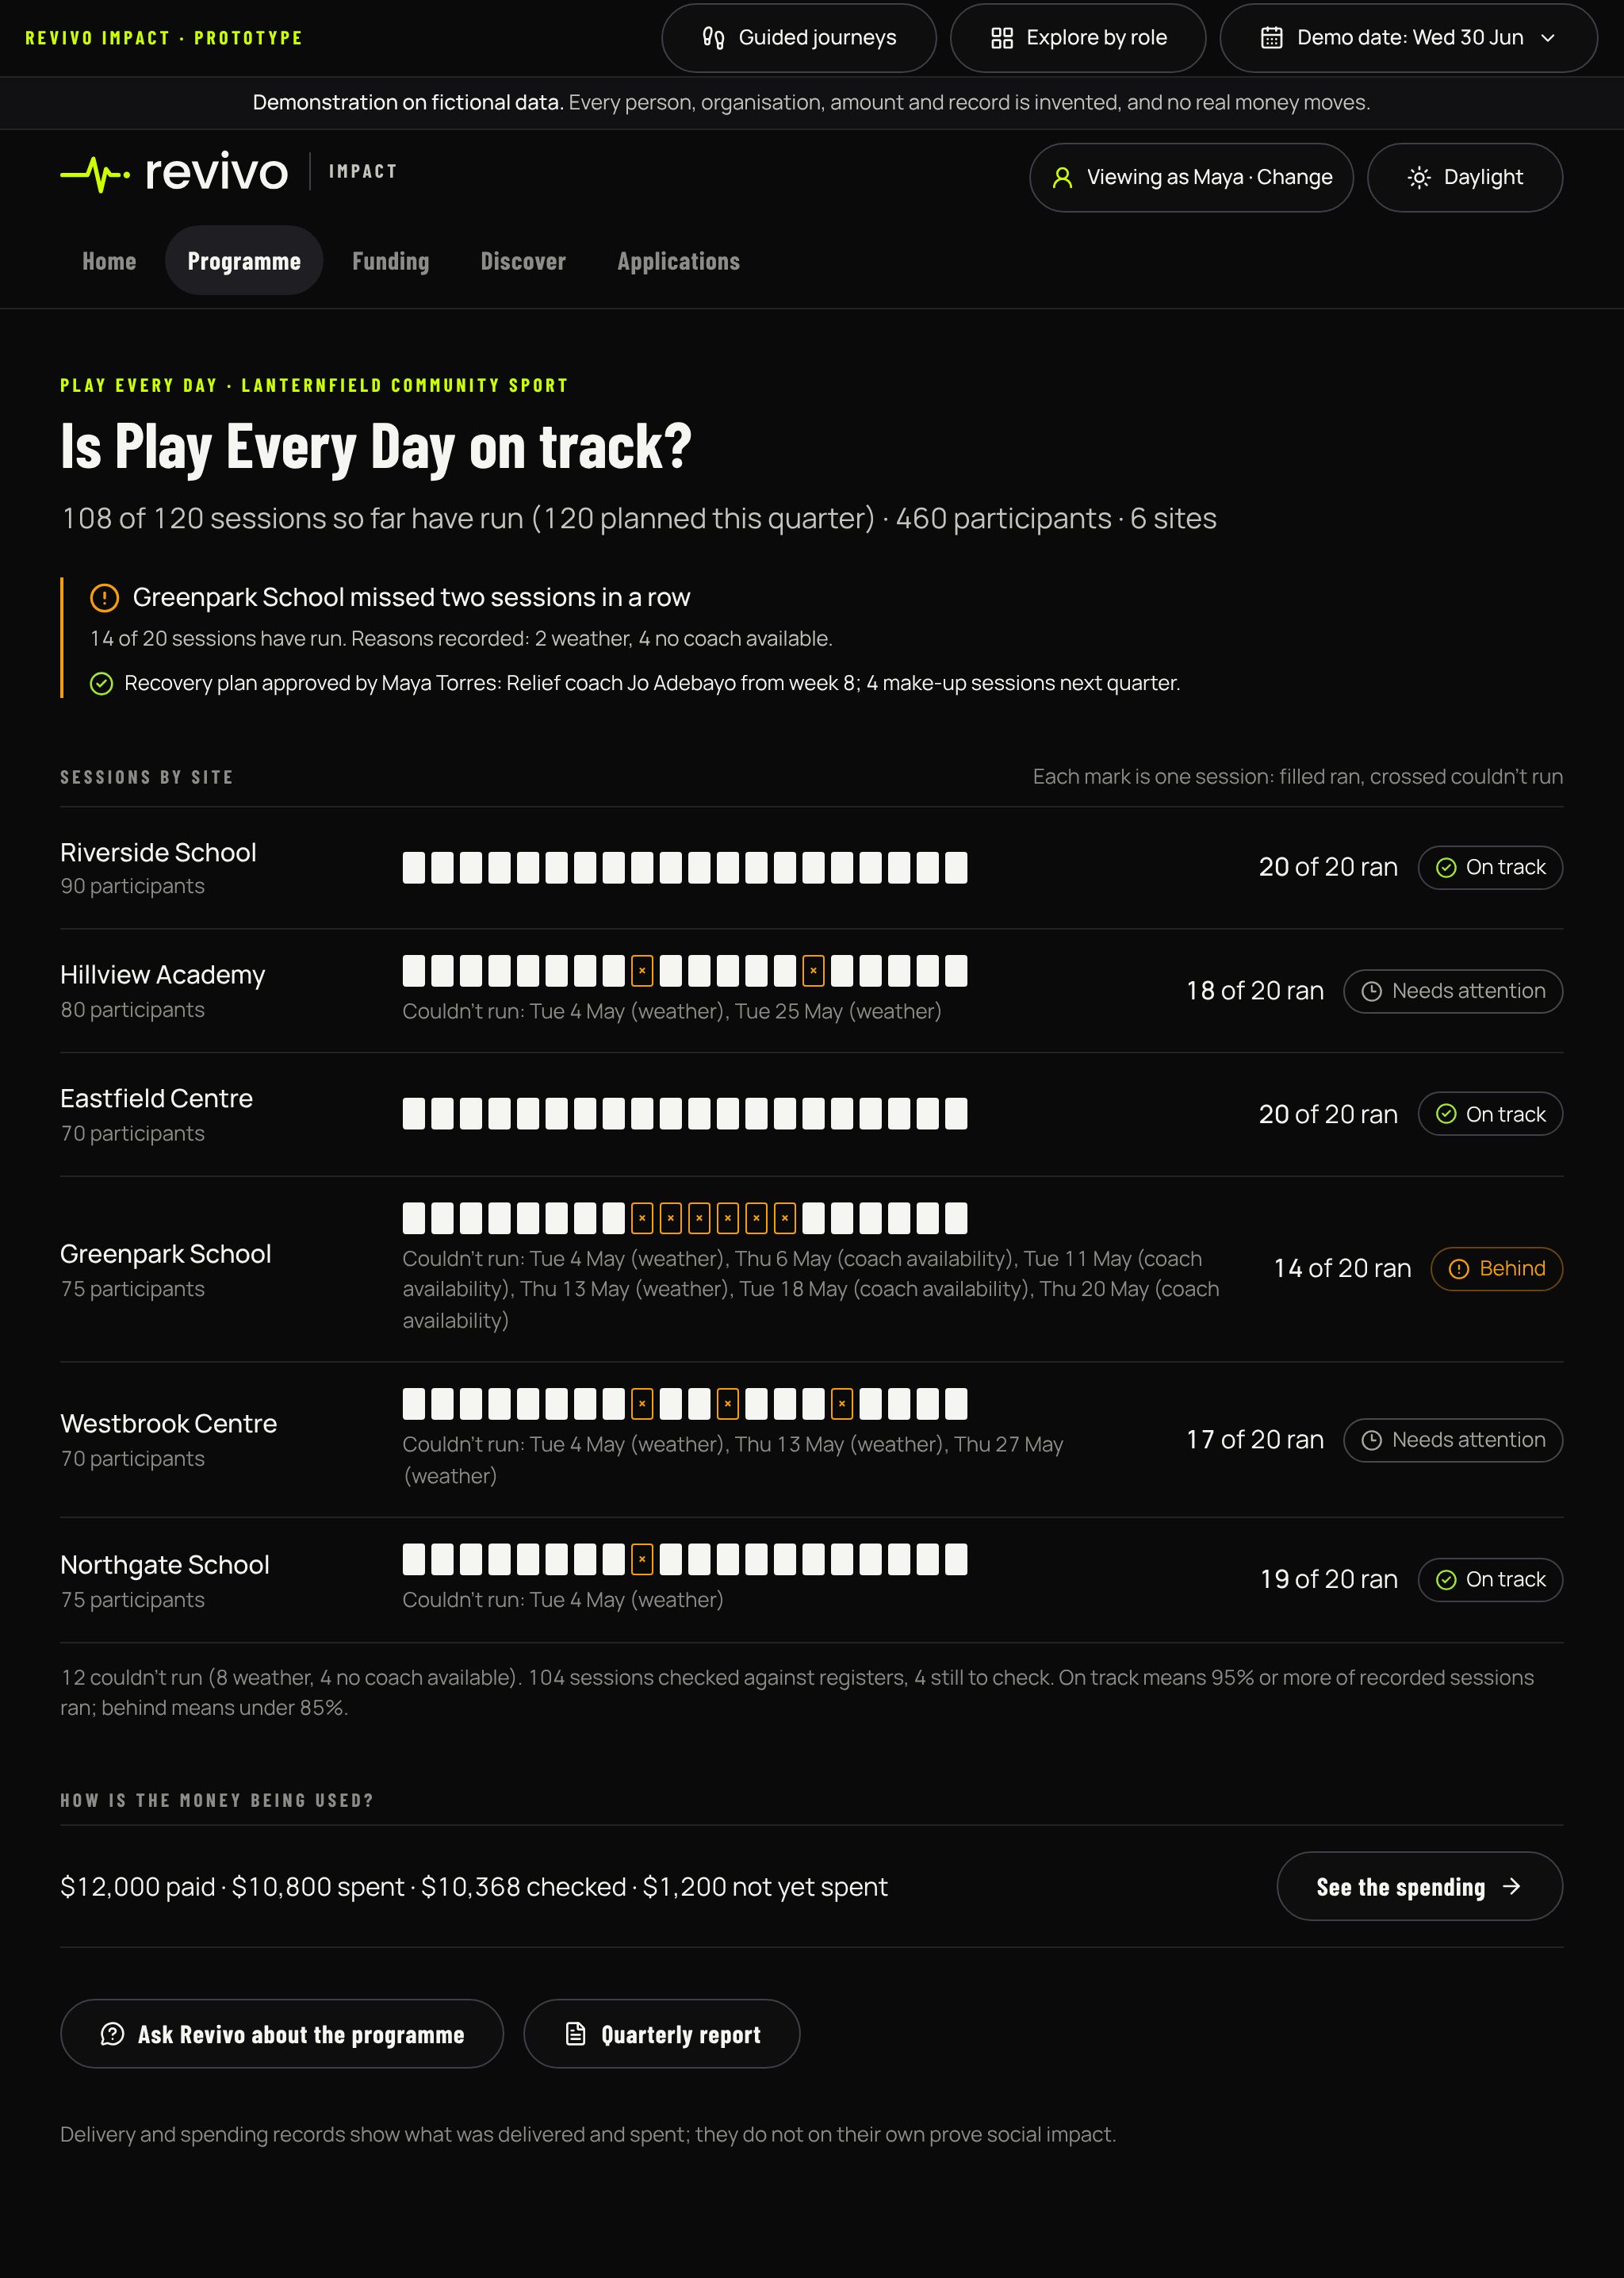 REVIVO IMPACT · PROTOTYPE
Guided journeys
Explore by role
Demo date: Wed 30 Jun
Demonstration on fictional data. Every person, organisation, amount and record is invented, and no real money moves.
revivo
IMPACT
Viewing as Maya · Change
Daylight
Home
Programme
Funding
Discover
Applications
PLAY EVERY DAY · LANTERNFIELD COMMUNITY SPORT
Is Play Every Day on track?
108 of 120 sessions so far have run (120 planned this quarter) · 460 participants · 6 sites
Greenpark School missed two sessions in a row
14 of 20 sessions have run. Reasons recorded: 2 weather, 4 no coach available.
Recovery plan approved by Maya Torres: Relief coach Jo Adebayo from week 8; 4 make-up sessions next quarter.
SESSIONS BY SITE
Each mark is one session: filled ran, crossed couldn't run
Riverside School
90 participants
20 of 20 ran
On track
Hillview Academy
80 participants
Couldn't run: Tue 4 May (weather), Tue 25 May (weather)
18 of 20 ran
Needs attention
Eastfield Centre
70 participants
20 of 20 ran
On track
Greenpark School
75 participants
Couldn't run: Tue 4 May (weather), Thu 6 May (coach availability), Tue 11 May (coach
availability), Thu 13 May (weather), Tue 18 May (coach availability), Thu 20 May (coach
availability)
14 of 20 ran
Behind
Westbrook Centre
70 participants
Couldn't run: Tue 4 May (weather), Thu 13 May (weather), Thu 27 May
(weather)
17 of 20 ran
Needs attention
Northgate School
75 participants
Couldn't run: Tue 4 May (weather)
19 of 20 ran
On track
12 couldn't run (8 weather, 4 no coach available). 104 sessions checked against registers, 4 still to check. On track means 95% or more of recorded sessions
ran; behind means under 85%.
HOW IS THE MONEY BEING USED?
$12,000 paid · $10,800 spent · $10,368 checked · $1,200 not yet spent
See the spending
Ask Revivo about the programme
Quarterly report
Delivery and spending records show what was delivered and spent; they do not on their own prove social impact.